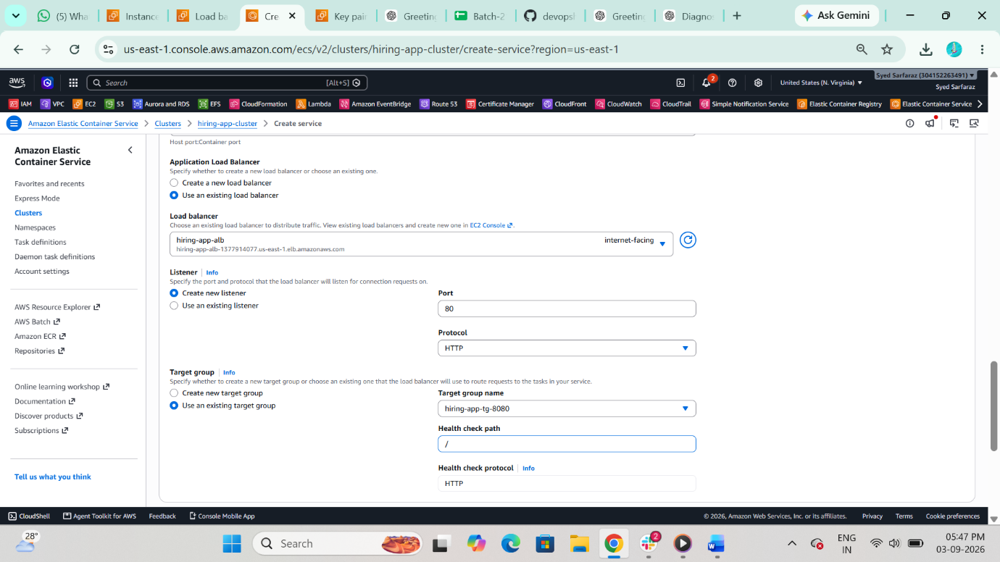 (5) Wha
Instance
Load ba
Cre
Key pair
Greeting
Batch-2
devopsh
Greeting
Diagnos
Ask Gemini
us-east-1.console.aws.amazon.com/ecs/v2/clusters/hiring-app-cluster/create-service?region=us-east-1
aws
Search
[Alt+S]
2
United States (N. Virginia) ▼
Syed Sarfaraz (304152263491) ▼
Syed Sarfaraz
IAM
VPC
EC2
S3
Aurora and RDS
EFS
CloudFormation
Lambda
Amazon EventBridge
Route 53
Certificate Manager
CloudFront
CloudWatch
CloudTrail
Simple Notification Service
Elastic Container Registry
Elastic Container Service
Amazon Elastic Container Service
Clusters
hiring-app-cluster
Create service
Amazon Elastic
Container Service
Favorites and recents
Express Mode
Clusters
Namespaces
Task definitions
Daemon task definitions
Account settings
AWS Resource Explorer
AWS Batch
Amazon ECR
Repositories
Online learning workshop
Documentation
Discover products
Subscriptions
Tell us what you think
Host port:Container port
Application Load Balancer
Specify whether to create a new load balancer or choose an existing one.
Create a new load balancer
Use an existing load balancer
Load balancer
Choose an existing load balancer to distribute traffic. View existing load balancers and create new one in EC2 Console.
hiring-app-alb
internet-facing
hiring-app-alb-1377914077.us-east-1.elb.amazonaws.com
Listener
Info
Specify the port and protocol that the load balancer will listen for connection requests on.
Create new listener
Use an existing listener
Port
80
Protocol
HTTP
Target group
Info
Specify whether to create a new target group or choose an existing one that the load balancer will use to route requests to the tasks in your service.
Create new target group
Use an existing target group
Target group name
hiring-app-tg-8080
Health check path
/
Health check protocol
Info
HTTP
CloudShell
Agent Toolkit for AWS
Feedback
Console Mobile App
© 2026, Amazon Web Services, Inc. or its affiliates.
Privacy
Terms
Cookie preferences
28°
Search
2
ENG
IN
05:47 PM
03-09-2026